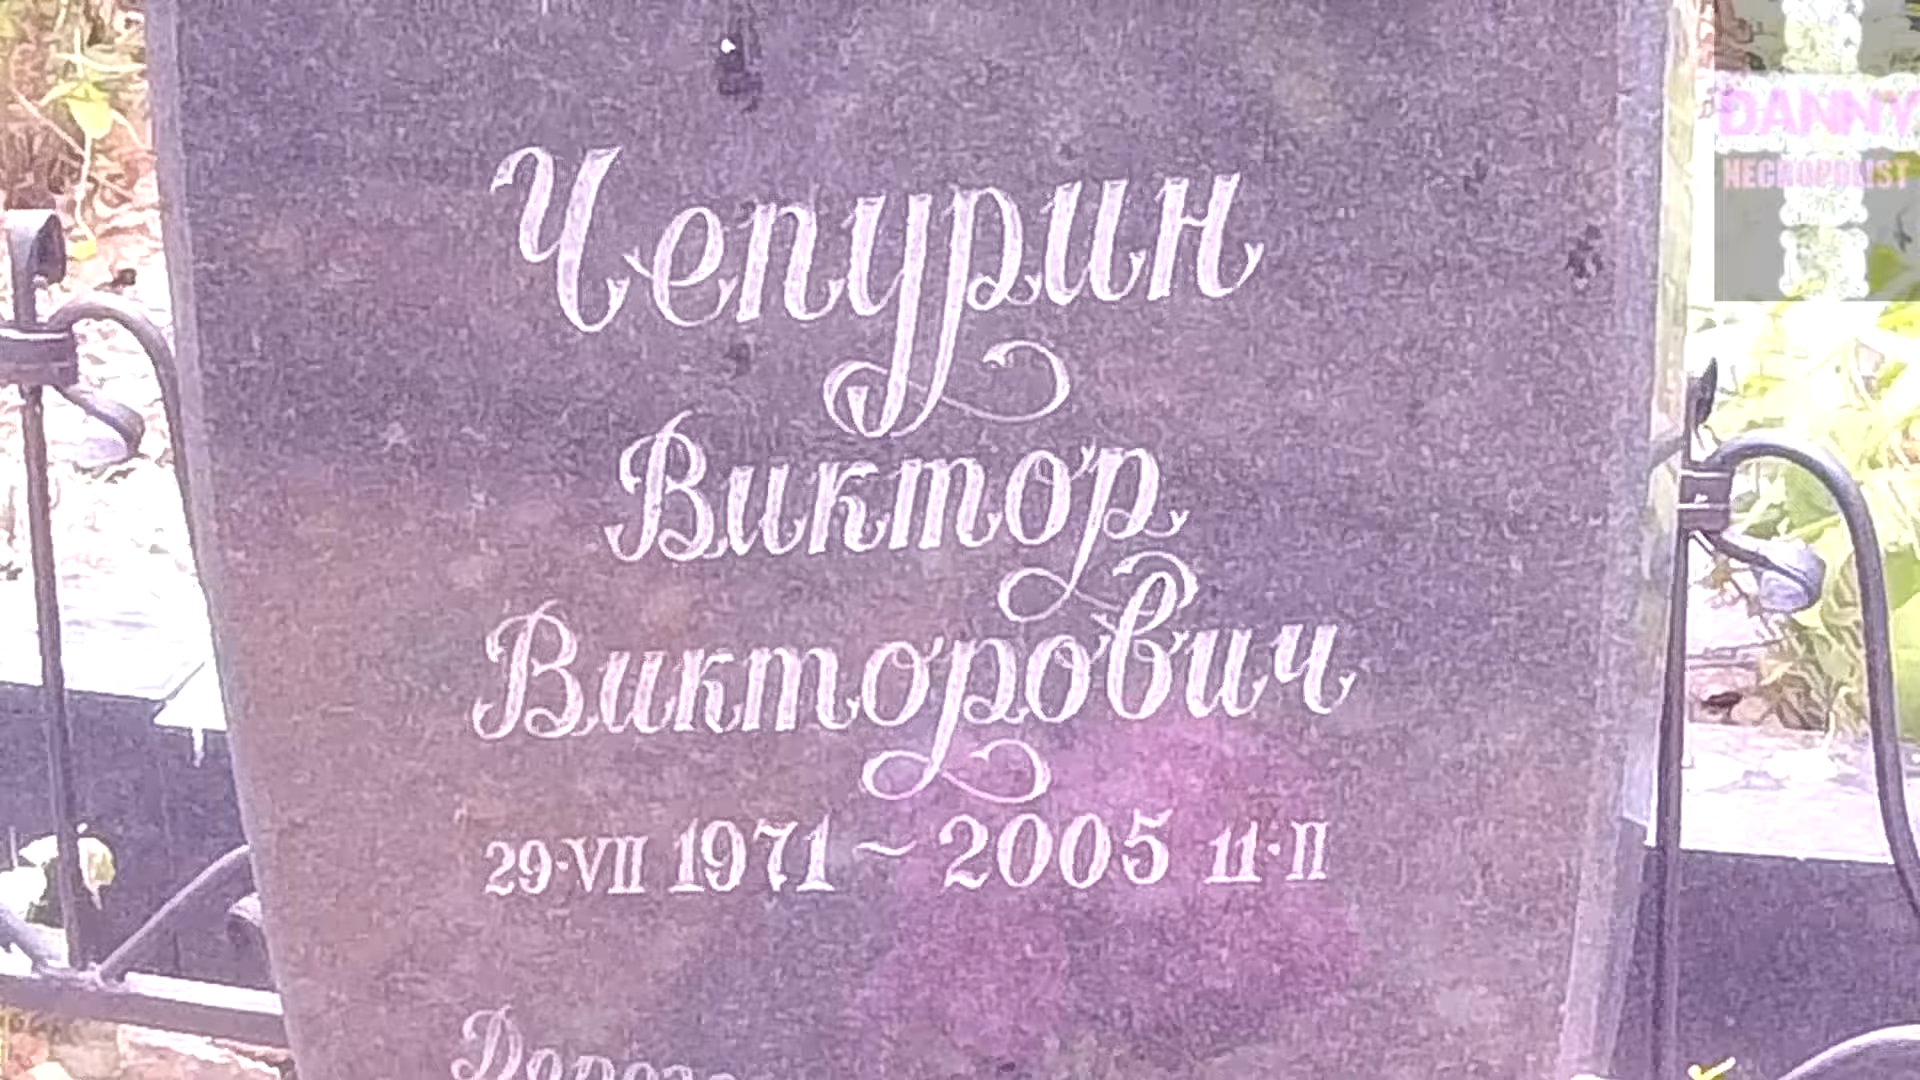 DANNY
NECROPOLIST
Чепурин
Виктор
Викторович
29·VII 1971 ~ 2005 11·II